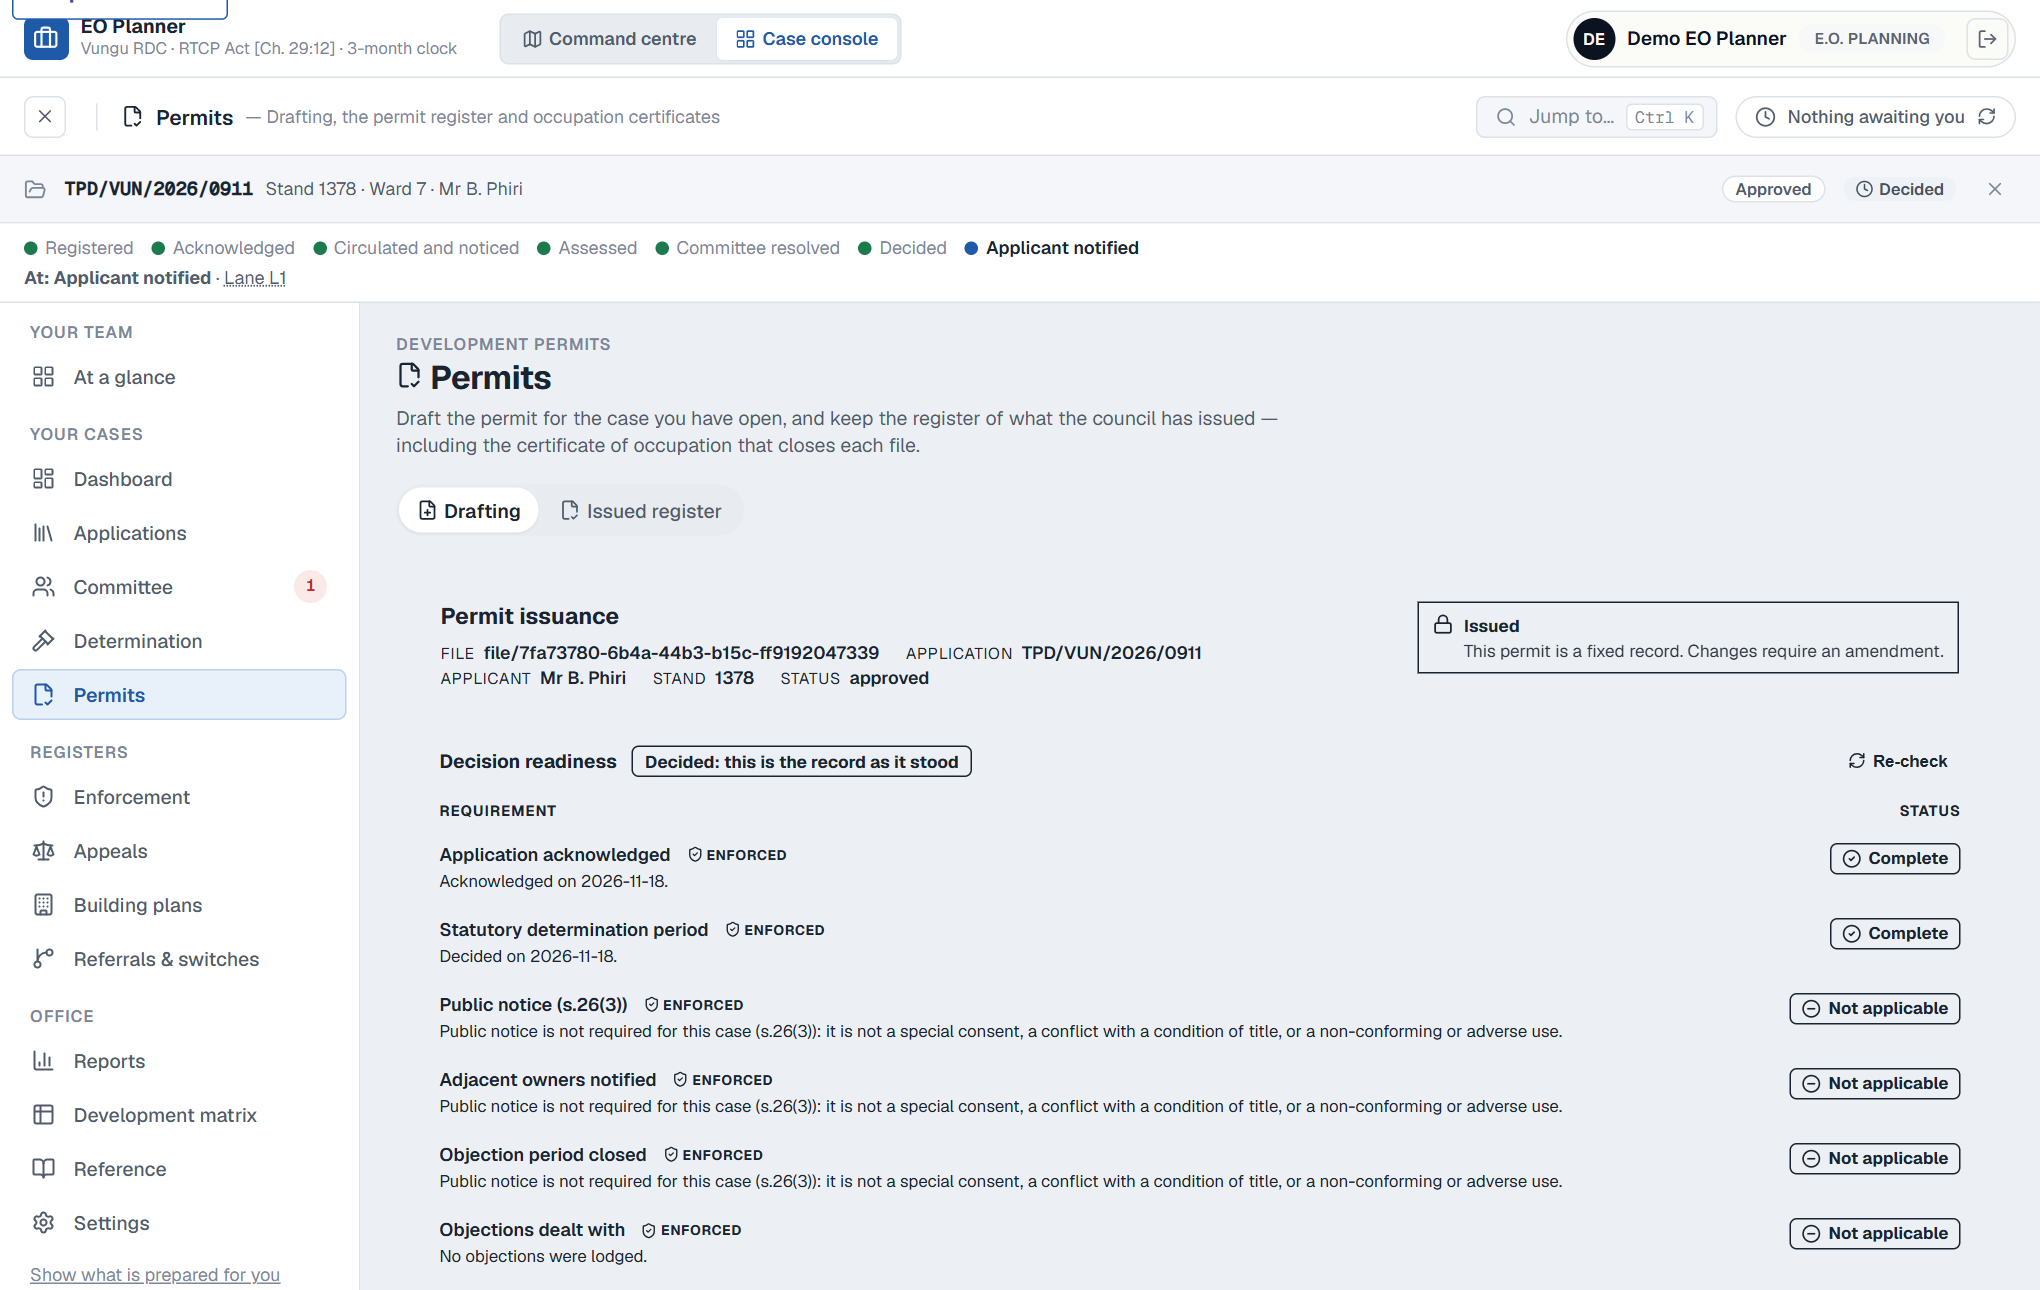 EO Planner
Vungu RDC · RTCP Act [Ch. 29:12] · 3-month clock
Command centre
Case console
DE
Demo EO Planner
E.O. PLANNING
Permits — Drafting, the permit register and occupation certificates
Jump to... Ctrl K
Nothing awaiting you
TPD/VUN/2026/0911 Stand 1378 · Ward 7 · Mr B. Phiri
Approved
Decided
Registered
Acknowledged
Circulated and noticed
Assessed
Committee resolved
Decided
Applicant notified
At: Applicant notified · Lane L1
YOUR TEAM
At a glance
YOUR CASES
Dashboard
Applications
Committee 1
Determination
Permits
REGISTERS
Enforcement
Appeals
Building plans
Referrals & switches
OFFICE
Reports
Development matrix
Reference
Settings
Show what is prepared for you
DEVELOPMENT PERMITS
Permits
Draft the permit for the case you have open, and keep the register of what the council has issued —
including the certificate of occupation that closes each file.
Drafting
Issued register
Permit issuance
FILE file/7fa73780-6b4a-44b3-b15c-ff9192047339 APPLICATION TPD/VUN/2026/0911
APPLICANT Mr B. Phiri STAND 1378 STATUS approved
Issued
This permit is a fixed record. Changes require an amendment.
Decision readiness Decided: this is the record as it stood
Re-check
REQUIREMENT STATUS
Application acknowledged ENFORCED
Acknowledged on 2026-11-18.
Complete
Statutory determination period ENFORCED
Decided on 2026-11-18.
Complete
Public notice (s.26(3)) ENFORCED
Public notice is not required for this case (s.26(3)): it is not a special consent, a conflict with a condition of title, or a non-conforming or adverse use.
Not applicable
Adjacent owners notified ENFORCED
Public notice is not required for this case (s.26(3)): it is not a special consent, a conflict with a condition of title, or a non-conforming or adverse use.
Not applicable
Objection period closed ENFORCED
Public notice is not required for this case (s.26(3)): it is not a special consent, a conflict with a condition of title, or a non-conforming or adverse use.
Not applicable
Objections dealt with ENFORCED
No objections were lodged.
Not applicable